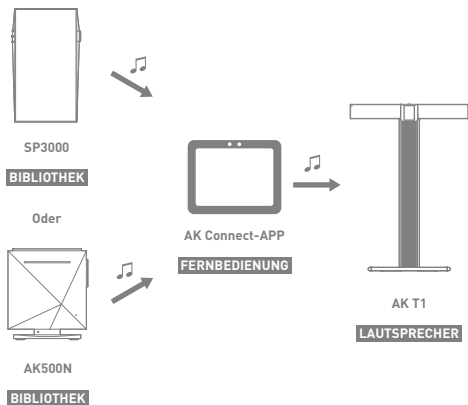 SP3000
BIBLIOTHEK
Oder
AK500N
BIBLIOTHEK
AK Connect-APP
FERNBEDIENUNG
AK T1
LAUTSPRECHER